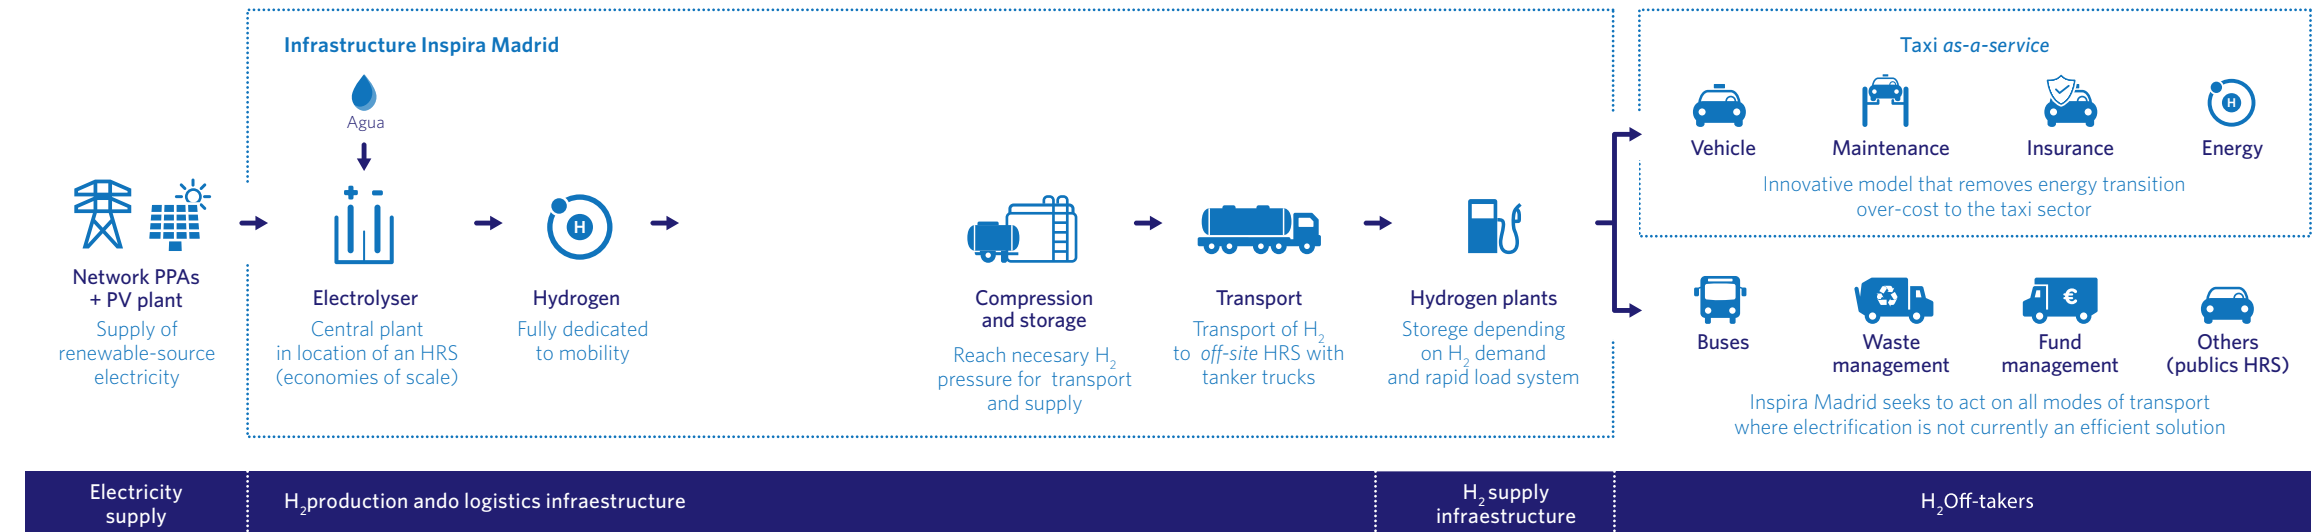 Infrastructure Inspira Madrid
Agua
Network PPAs
+ PV plant
Supply of
renewable-source
electricity
+ -
Electrolyser
Central plant
in location of an HRS
(economies of scale)
H
Hydrogen
Fully dedicated
to mobility
Compression
and storage
Reach necesary H2
pressure for transport
and supply
Transport
Transport of H2
to off-site HRS with
tanker trucks
Hydrogen plants
Storege depending
on H2 demand
and rapid load system
Taxi as-a-service
Vehicle
Maintenance
Insurance
H
Energy
Innovative model that removes energy transition
over-cost to the taxi sector
Buses
Waste
management
€
Fund
management
Others
(publics HRS)
Inspira Madrid seeks to act on all modes of transport
where electrification is not currently an efficient solution
Electricity
supply
H2production ando logistics infraestructure
H2 supply
infraestructure
H2Off-takers